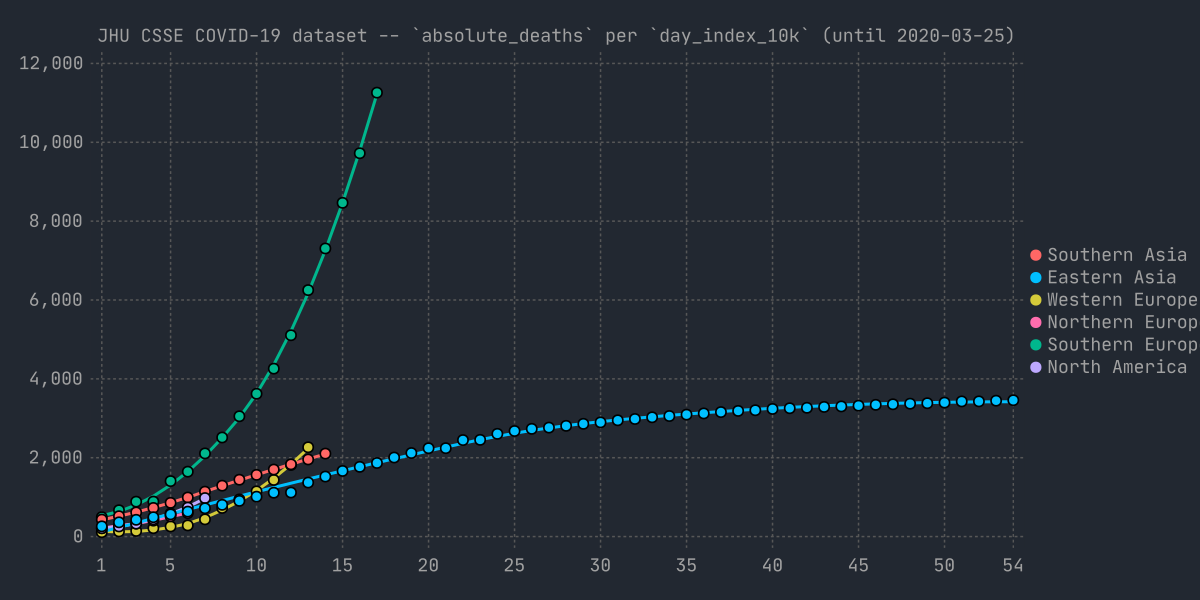 JHU CSSE COVID-19 dataset -- `absolute_deaths` per `day_index_10k` (until 2020-03-25)
12,000
10,000
8,000
6,000
4,000
2,000
0
1 5 10 15 20 25 30 35 40 45 50 54
Southern Asia
Eastern Asia
Western Europe
Northern Europ
Southern Europ
North America